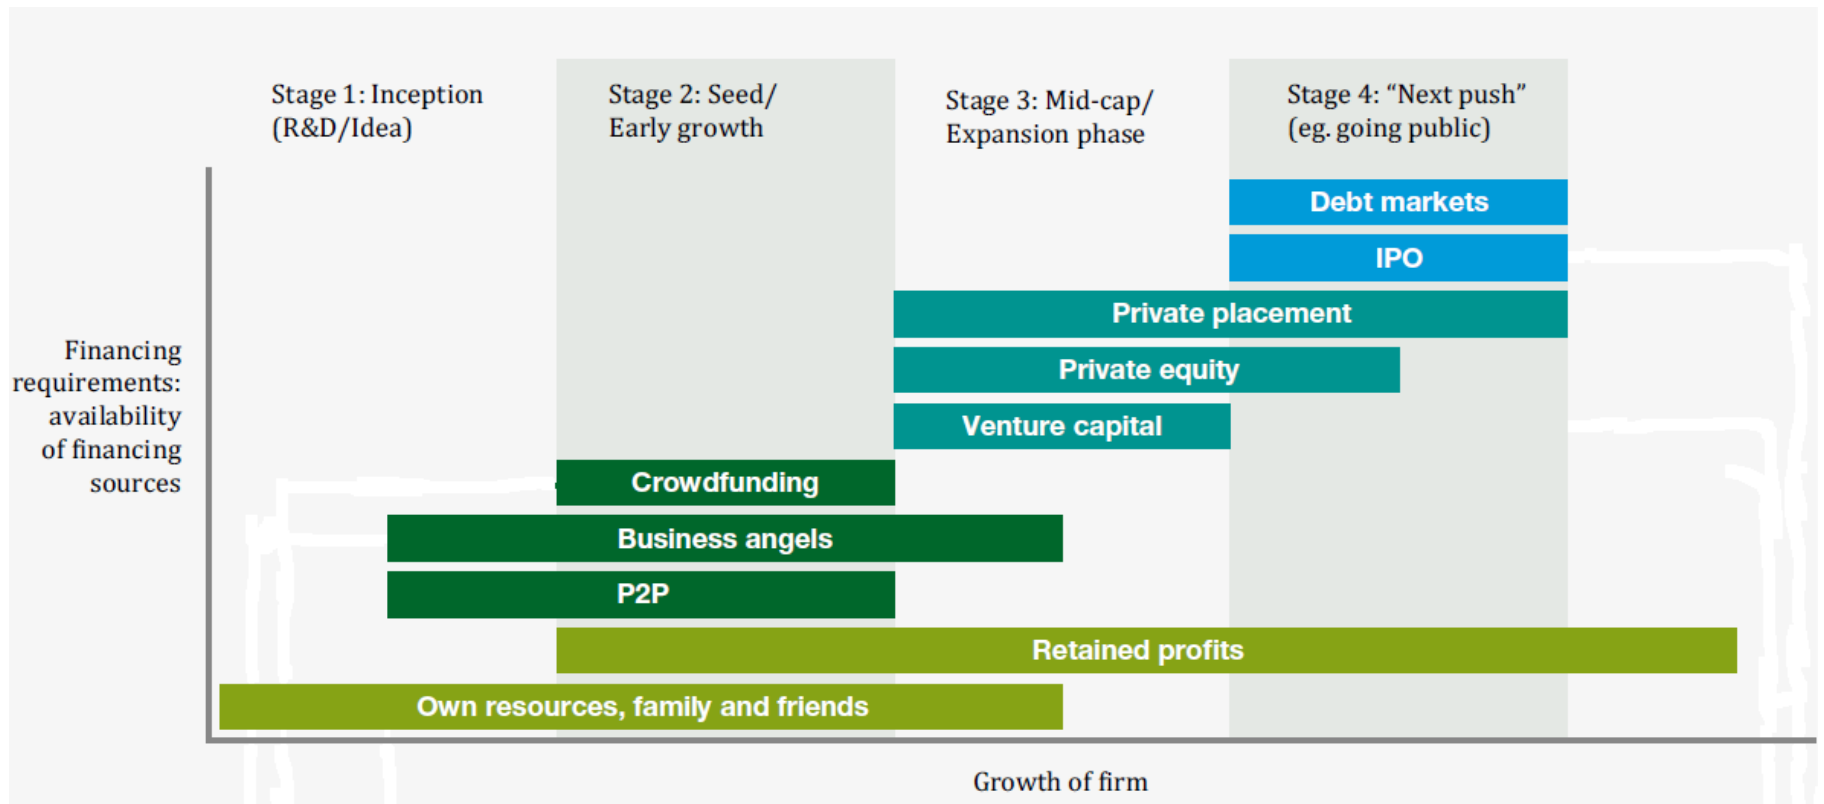 Stage 1: Inception
(R&D/Idea)
Stage 2: Seed/
Early growth
Stage 3: Mid-cap/
Expansion phase
Stage 4: “Next push”
(eg. going public)
Debt markets
IPO
Private placement
Private equity
Venture capital
Crowdfunding
Business angels
P2P
Retained profits
Own resources, family and friends
Financing
requirements:
availability
of financing
sources
Growth of firm